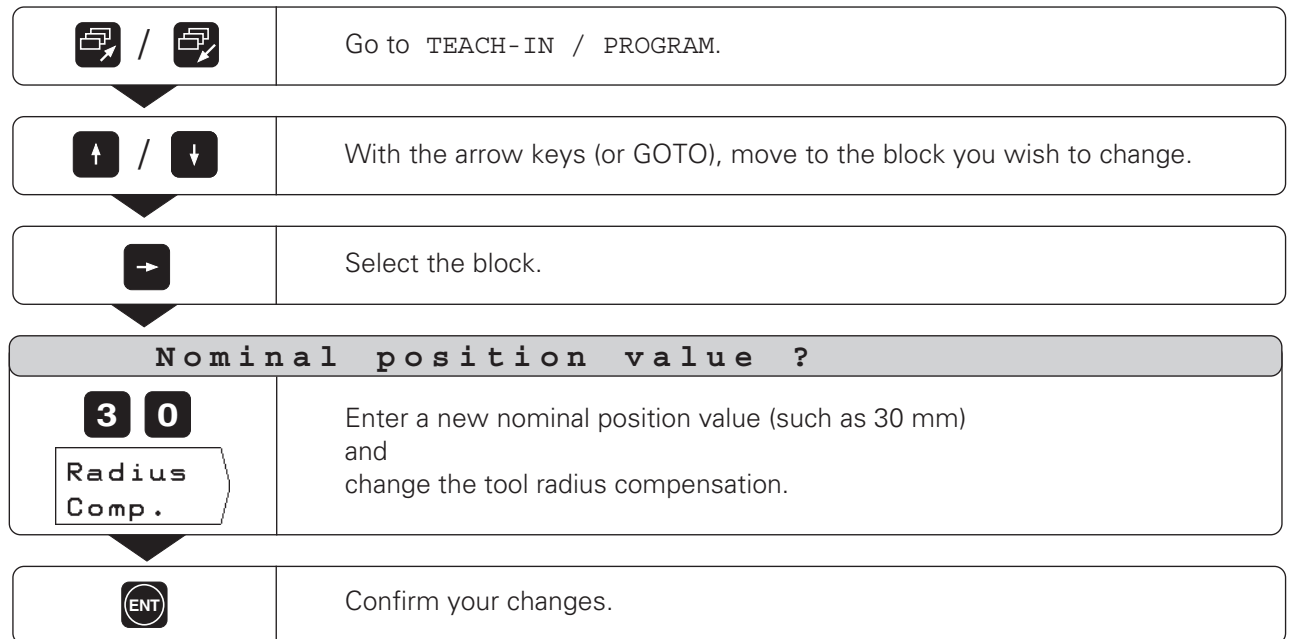 /
Go to TEACH-IN / PROGRAM.
/
With the arrow keys (or GOTO), move to the block you wish to change.
Select the block.
Nominal position value ?
3 0
Radius
Comp.
Enter a new nominal position value (such as 30 mm)
and
change the tool radius compensation.
ENT
Confirm your changes.